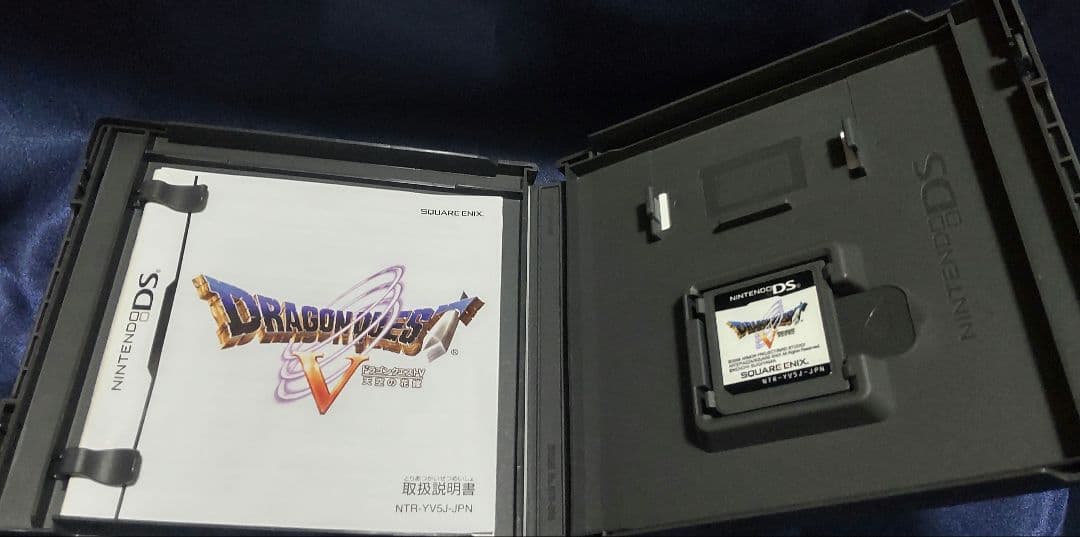 SQUARE ENIX.
NINTENDO DS®
DRAGON QUEST®
V
ドラゴンクエストV
天空の花嫁
とりあつかいせつめいしょ
取扱説明書
NTR-YV5J-JPN
NINTENDO DS
NINTENDO DS
DRAGON QUEST
V
SQUARE ENIX.
NTR-YV5J-JPN